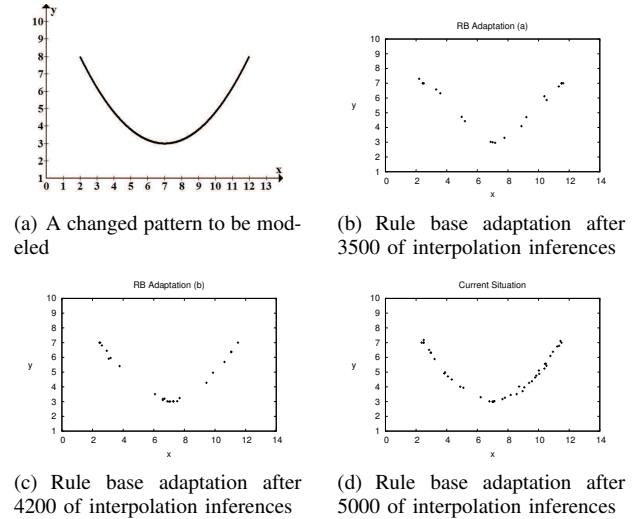 y
10
9
8
7
6
5
4
3
2
1
x
0 1 2 3 4 5 6 7 8 9 10 11 12 13
(a) A changed pattern to be mod-
eled
RB Adaptation (a)
10
9
8
7
6
5
4
3
2
1
y
0 2 4 6 8 10 12 14
x
(b) Rule base adaptation after
3500 of interpolation inferences
RB Adaptation (b)
10
9
8
7
6
5
4
3
2
1
y
0 2 4 6 8 10 12 14
x
(c) Rule base adaptation after
4200 of interpolation inferences
Current Situation
10
9
8
7
6
5
4
3
2
1
y
0 2 4 6 8 10 12 14
x
(d) Rule base adaptation after
5000 of interpolation inferences